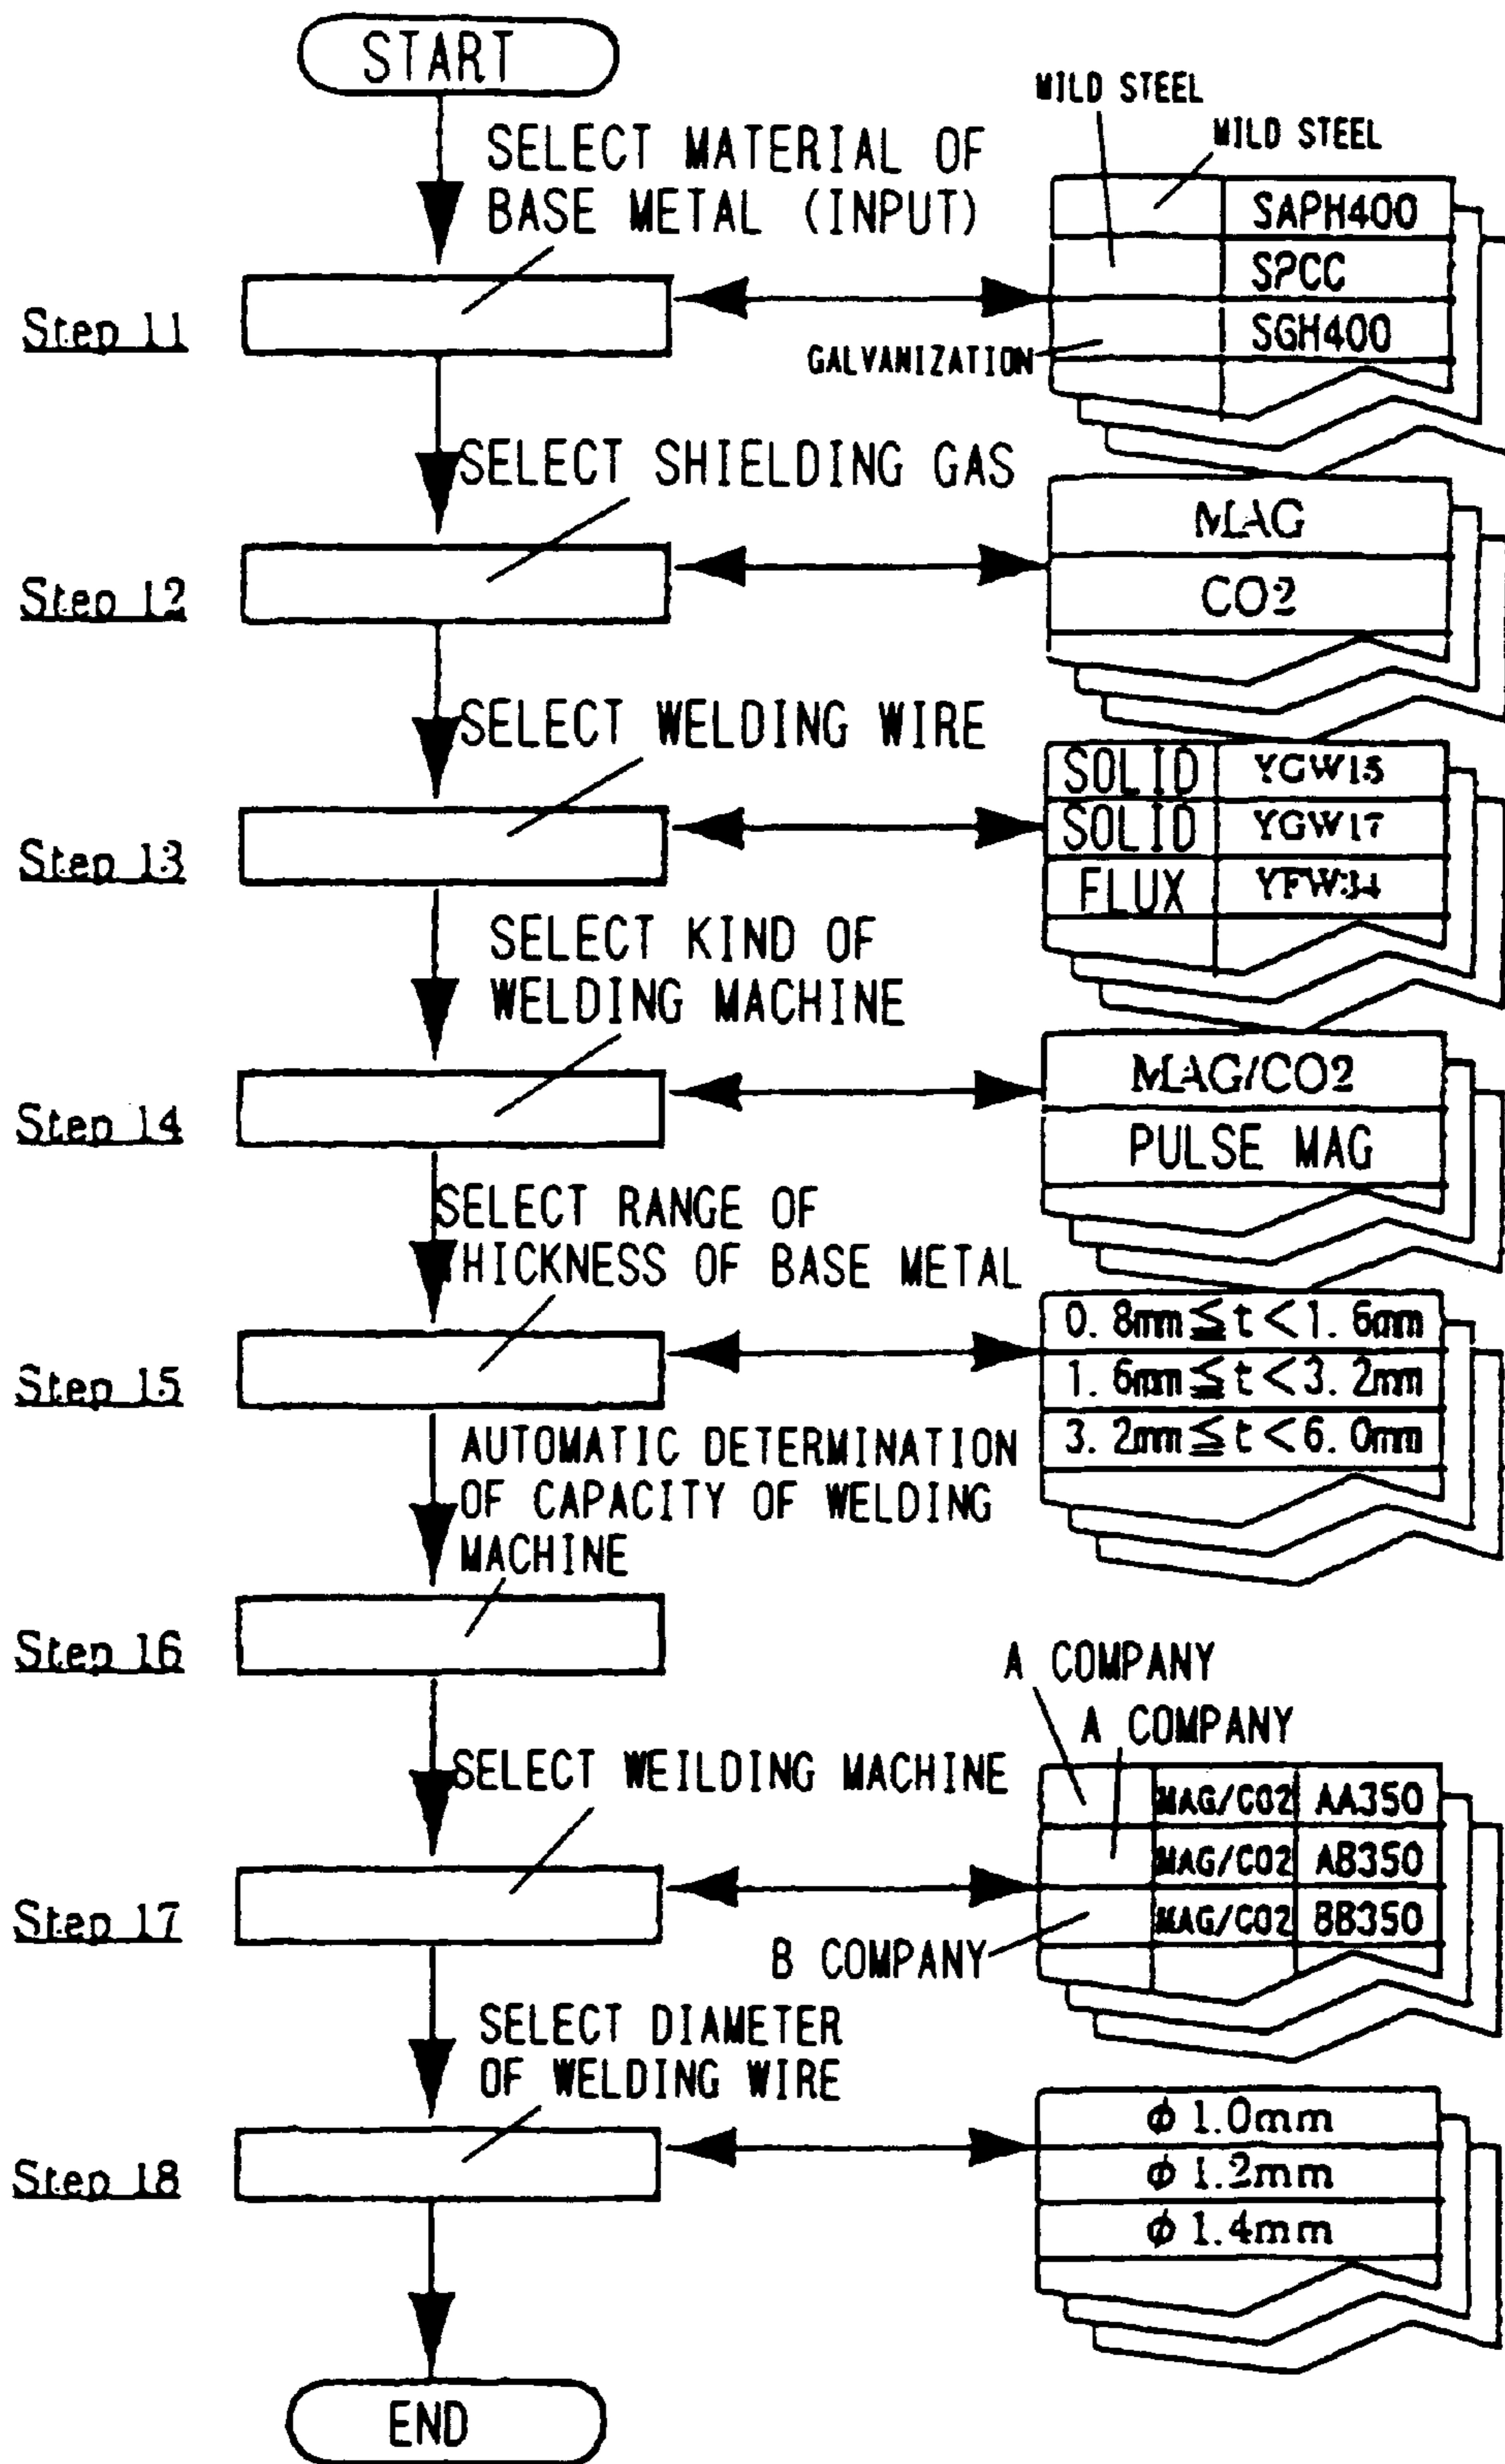 START
SELECT MATERIAL OF
BASE METAL (INPUT)
MILD STEEL
MILD STEEL
SAPH400
SPCC
SGH400
GALVANIZATION
Step 11
SELECT SHIELDING GAS
MAG
CO2
Step 12
SELECT WELDING WIRE
SOLID YGW15
SOLID YGW17
FLUX YFW34
Step 13
SELECT KIND OF
WELDING MACHINE
MAG/CO2
PULSE MAG
Step 14
SELECT RANGE OF
THICKNESS OF BASE METAL
0.8mm≦t<1.6mm
1.6mm≦t<3.2mm
3.2mm≦t<6.0mm
Step 15
AUTOMATIC DETERMINATION
OF CAPACITY OF WELDING
MACHINE
Step 16
A COMPANY
A COMPANY
SELECT WEILDING MACHINE
MAG/CO2 AA350
MAG/CO2 AB350
MAG/CO2 BB350
B COMPANY
Step 17
SELECT DIAMETER
OF WELDING WIRE
φ 1.0mm
φ 1.2mm
φ 1.4mm
Step 18
END